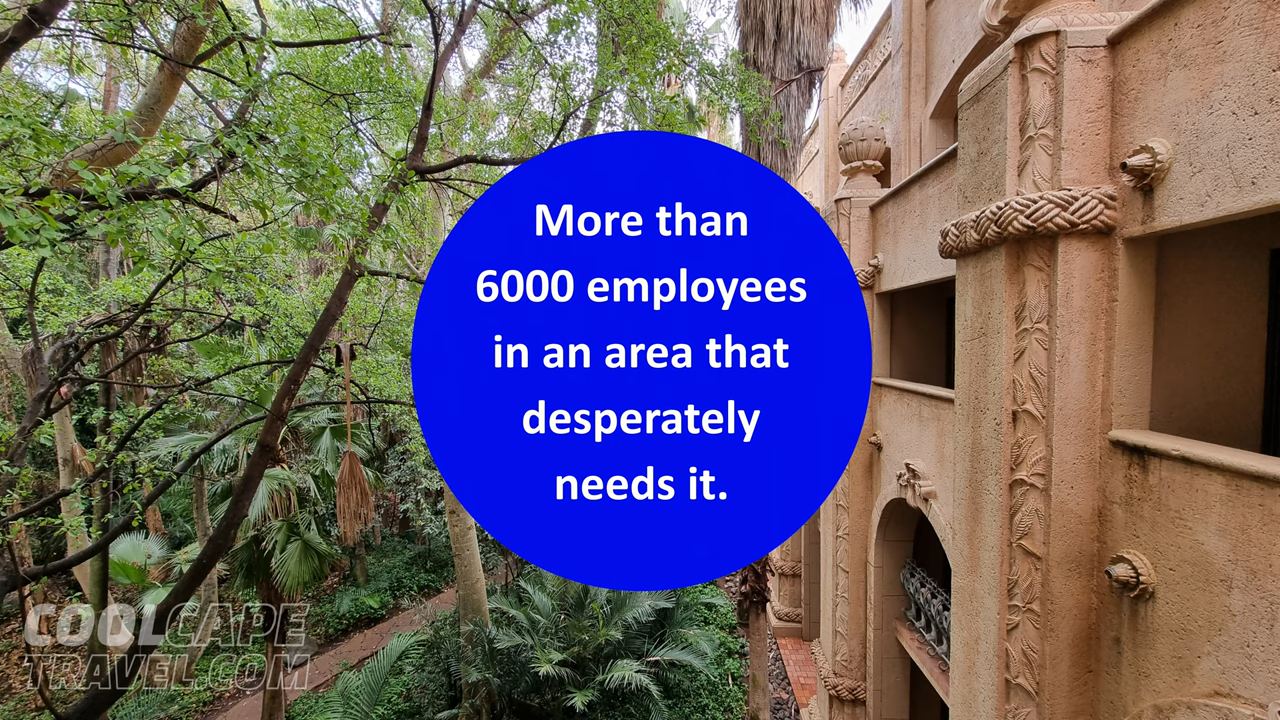 More than
6000 employees
in an area that
desperately
needs it.
COOLCAPE
TRAVEL.COM